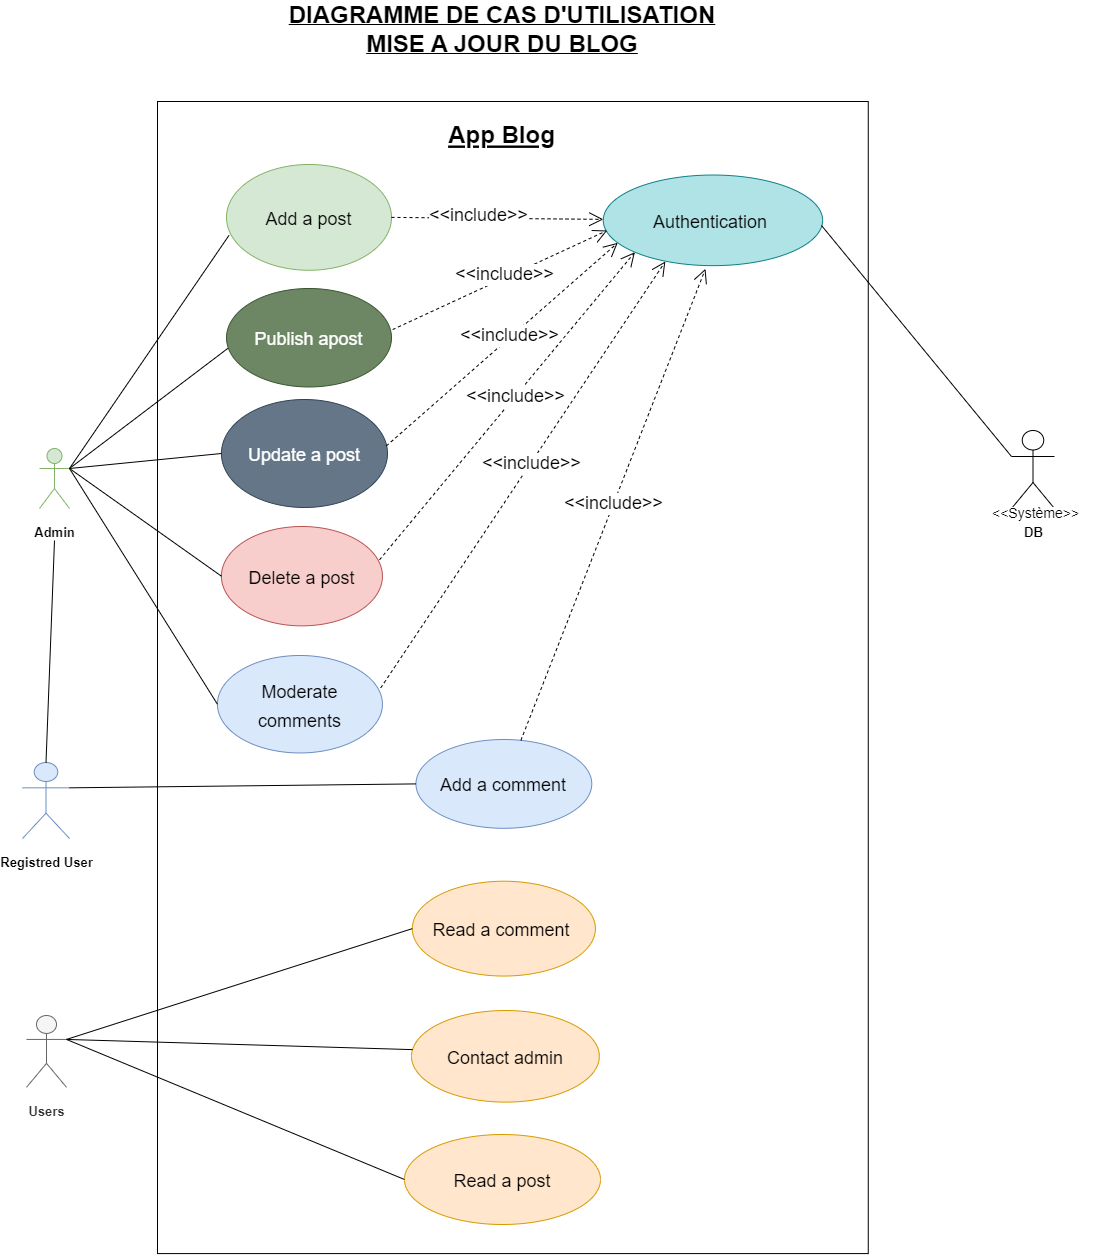 DIAGRAMME DE CAS D'UTILISATION
MISE A JOUR DU BLOG
App Blog
Add a post
<<include>>
Authentication
<<include>>
Publish apost
<<include>>
Update a post
<<include>>
<<include>>
<<include>>
Admin
<<Système>>
DB
Delete a post
Moderate
comments
Add a comment
Registred User
Read a comment
Contact admin
Users
Read a post